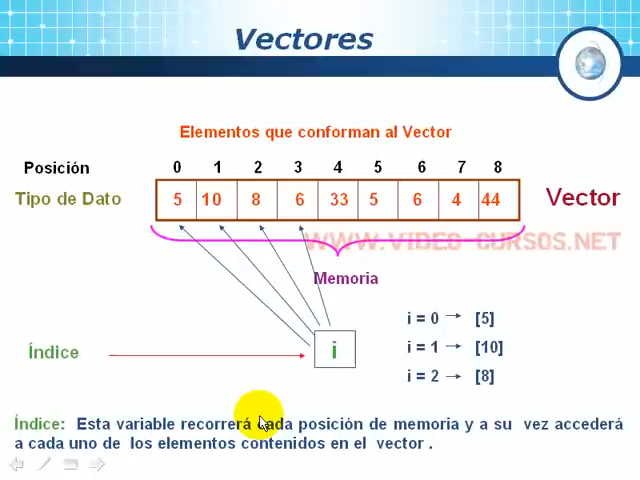 Vectores
Elementos que conforman al Vector
Posición 0 1 2 3 4 5 6 7 8
Tipo de Dato 5 10 8 6 33 5 6 4 44 Vector
WWW.VIDEO-CURSOS.NET
Memoria
i = 0 [5]
i = 1 [10]
i = 2 [8]
Índice i
Índice: Esta variable recorrerá cada posición de memoria y a su vez accederá
a cada uno de los elementos contenidos en el vector .